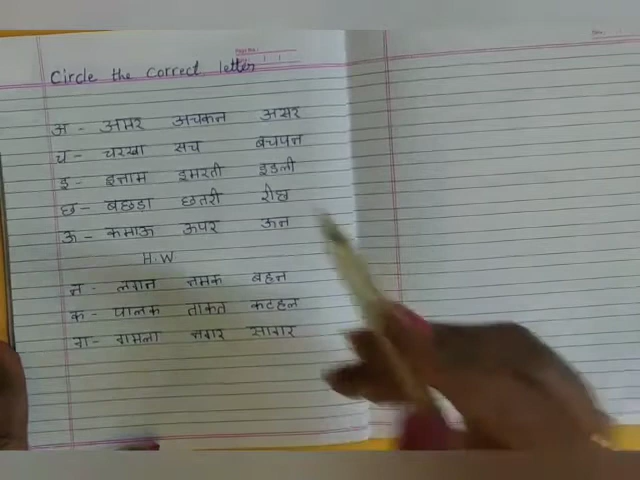 Circle the correct letter
अ - अमर अचकन असर
च - चरखा सच बचपन
इ - इनाम इमरती इडली
छ - बछडा छतरी रीछ
ऊ - कमाऊ ऊपर ऊन
H.W
न - लगान नमक बहन
क - पालक ताकत कटहल
ग - गमला नगर सागर